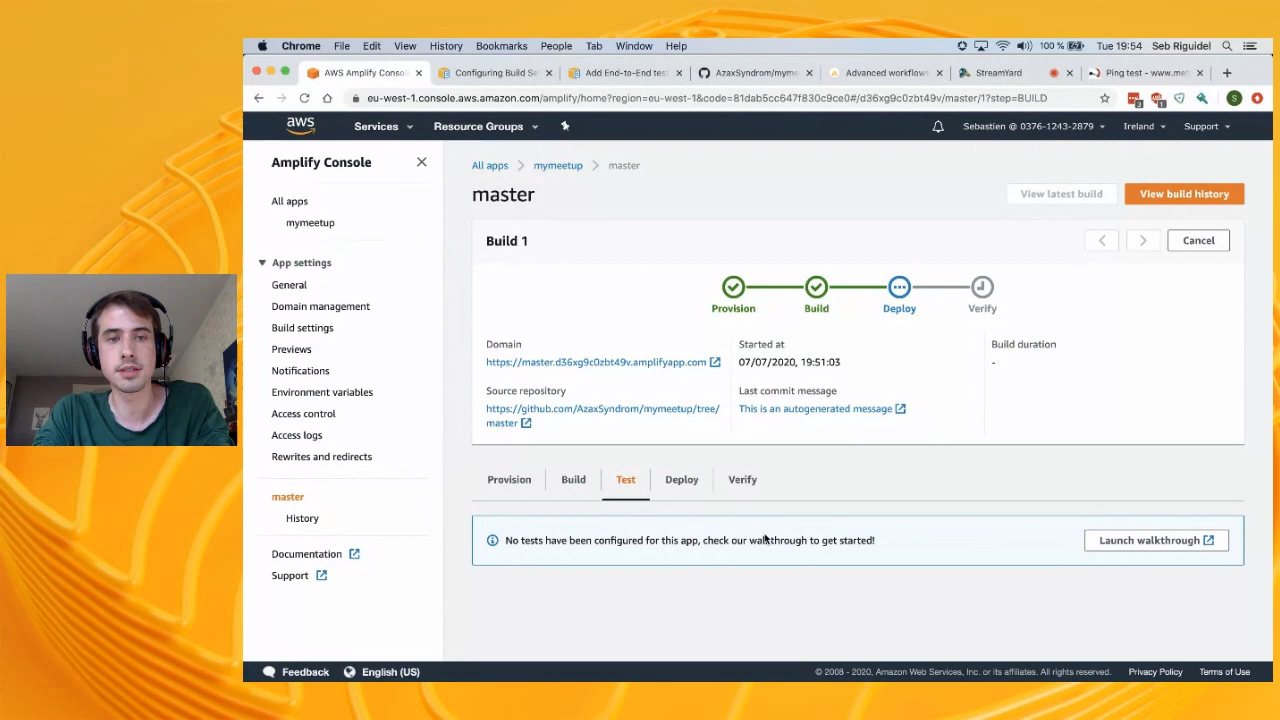 Chrome File Edit View History Bookmarks People Tab Window Help 100 % Tue 19:54 Seb Riguidel
AWS Amplify Conso Configuring Build Se Add End-to-End tes AzaxSyndrom/myme Advanced workflows StreamYard Ping test - www.met
eu-west-1.console.aws.amazon.com/amplify/home?region=eu-west-1&code=81dab5cc647f830c9ce0#/d36xg9c0zbt49v/master/1?step=BUILD
aws Services Resource Groups Sebastien @ 0376-1243-2879 Ireland Support
Amplify Console
All apps
mymeetup
App settings
General
Domain management
Build settings
Previews
Notifications
Environment variables
Access control
Access logs
Rewrites and redirects
master
History
Documentation
Support
All apps mymeetup master
master
View latest build View build history
Build 1
Cancel
Provision Build Deploy Verify
Domain
https://master.d36xg9c0zbt49v.amplifyapp.com
Started at
07/07/2020, 19:51:03
Build duration
-
Source repository
https://github.com/AzaxSyndrom/mymeetup/tree/
master
Last commit message
This is an autogenerated message
Provision Build Test Deploy Verify
No tests have been configured for this app, check our walkthrough to get started!
Launch walkthrough
Feedback English (US) © 2008 - 2020, Amazon Web Services, Inc. or its affiliates. All rights reserved. Privacy Policy Terms of Use